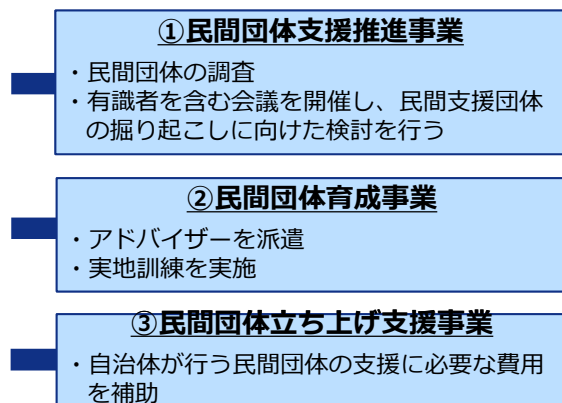 ①民間団体支援推進事業
・民間団体の調査
・有識者を含む会議を開催し、民間支援団体
の掘り起こしに向けた検討を行う
②民間団体育成事業
・アドバイザーを派遣
・実地訓練を実施
③民間団体立ち上げ支援事業
・自治体が行う民間団体の支援に必要な費用
を補助